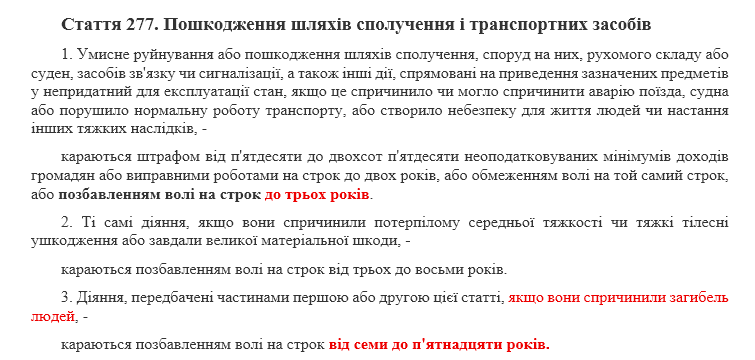 Стаття 277. Пошкодження шляхів сполучення і транспортних засобів
1. Умисне руйнування або пошкодження шляхів сполучення, споруд на них, рухомого складу або
суден, засобів зв'язку чи сигналізації, а також інші дії, спрямовані на приведення зазначених предметів
у непридатний для експлуатації стан, якщо це спричинило чи могло спричинити аварію поїзда, судна
або порушило нормальну роботу транспорту, або створило небезпеку для життя людей чи настання
інших тяжких наслідків, -
караються штрафом від п'ятдесяти до двохсот п'ятдесяти неоподатковуваних мінімумів доходів
громадян або виправними роботами на строк до двох років, або обмеженням волі на той самий строк,
або позбавленням волі на строк до трьох років.
2. Ті самі діяння, якщо вони спричинили потерпілому середньої тяжкості чи тяжкі тілесні
ушкодження або завдали великої матеріальної шкоди, -
караються позбавленням волі на строк від трьох до восьми років.
3. Діяння, передбачені частинами першою або другою цієї статті, якщо вони спричинили загибель
людей, -
караються позбавленням волі на строк від семи до п'ятнадцяти років.